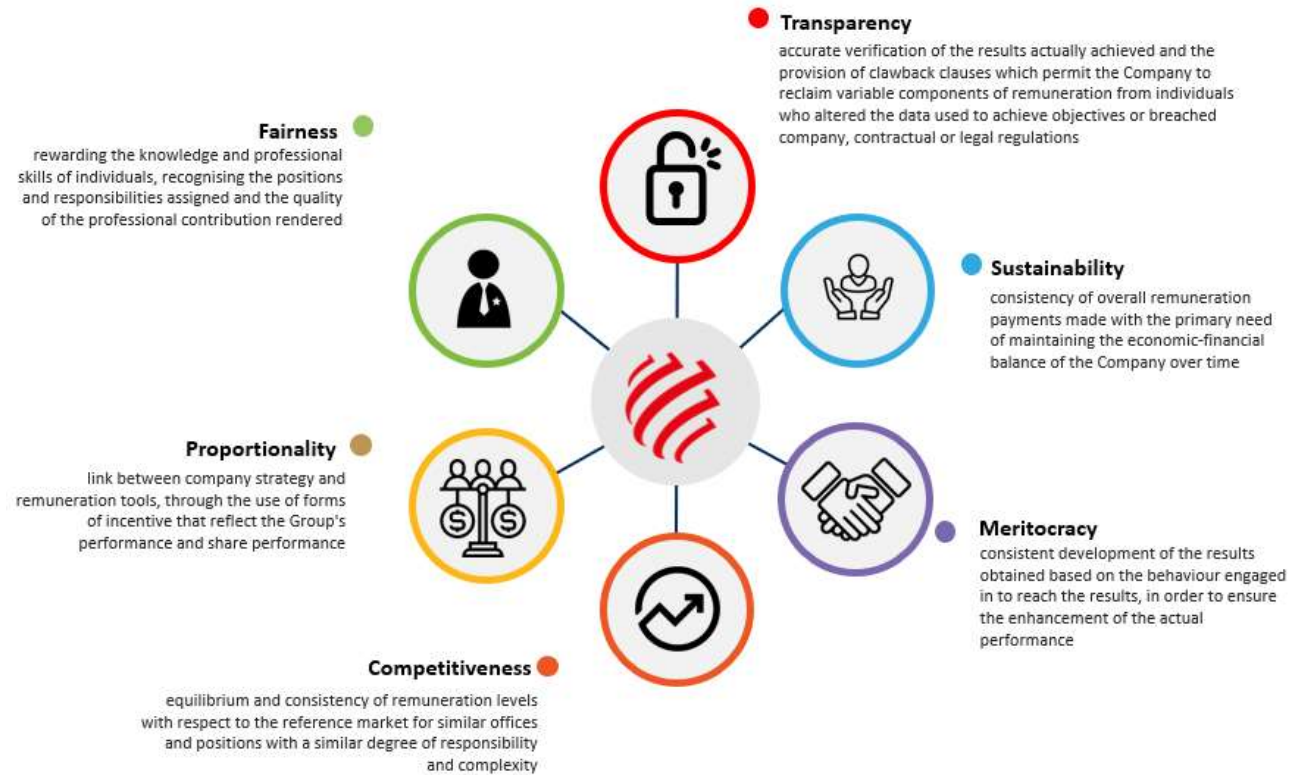 Transparency
accurate verification of the results actually achieved and the
provision of clawback clauses which permit the Company to
reclaim variable components of remuneration from individuals
who altered the data used to achieve objectives or breached
company, contractual or legal regulations
Fairness
rewarding the knowledge and professional
skills of individuals, recognising the positions
and responsibilities assigned and the quality
of the professional contribution rendered
Sustainability
consistency of overall remuneration
payments made with the primary need
of maintaining the economic-financial
balance of the Company over time
Proportionality
link between company strategy and
remuneration tools, through the use of forms
of incentive that reflect the Group's
performance and share performance
$ $
Meritocracy
consistent development of the results
obtained based on the behaviour engaged
in to reach the results, in order to ensure
the enhancement of the actual
performance
Competitiveness
equilibrium and consistency of remuneration levels
with respect to the reference market for similar offices
and positions with a similar degree of responsibility
and complexity